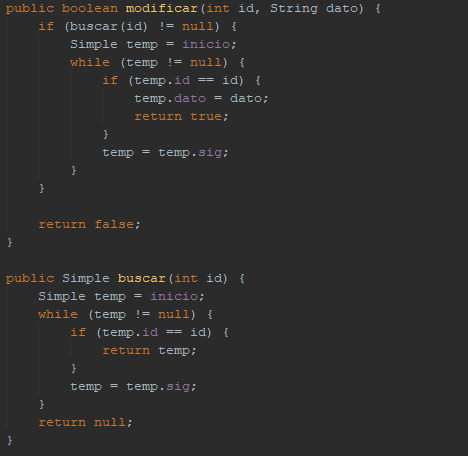 public boolean modificar(int id, String dato) {
    if (buscar(id) != null) {
        Simple temp = inicio;
        while (temp != null) {
            if (temp.id == id) {
                temp.dato = dato;
                return true;
            }
            temp = temp.sig;
        }
    }

    return false;
}

public Simple buscar(int id) {
    Simple temp = inicio;
    while (temp != null) {
        if (temp.id == id) {
            return temp;
        }
        temp = temp.sig;
    }
    return null;
}